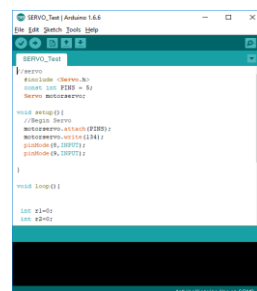 SERVO_Test | Arduino 1.6.6
File Edit Sketch Tools Help
SERVO_Test
//servo
#include <Servo.h>
const int PINS = 5;
Servo motorservo;
void setup(){
//Begin Servo
motorservo.attach(PINS);
motorservo.write(134);
pinMode(8,INPUT);
pinMode(9,INPUT);
}
void loop(){
int r1=0;
int r2=0;